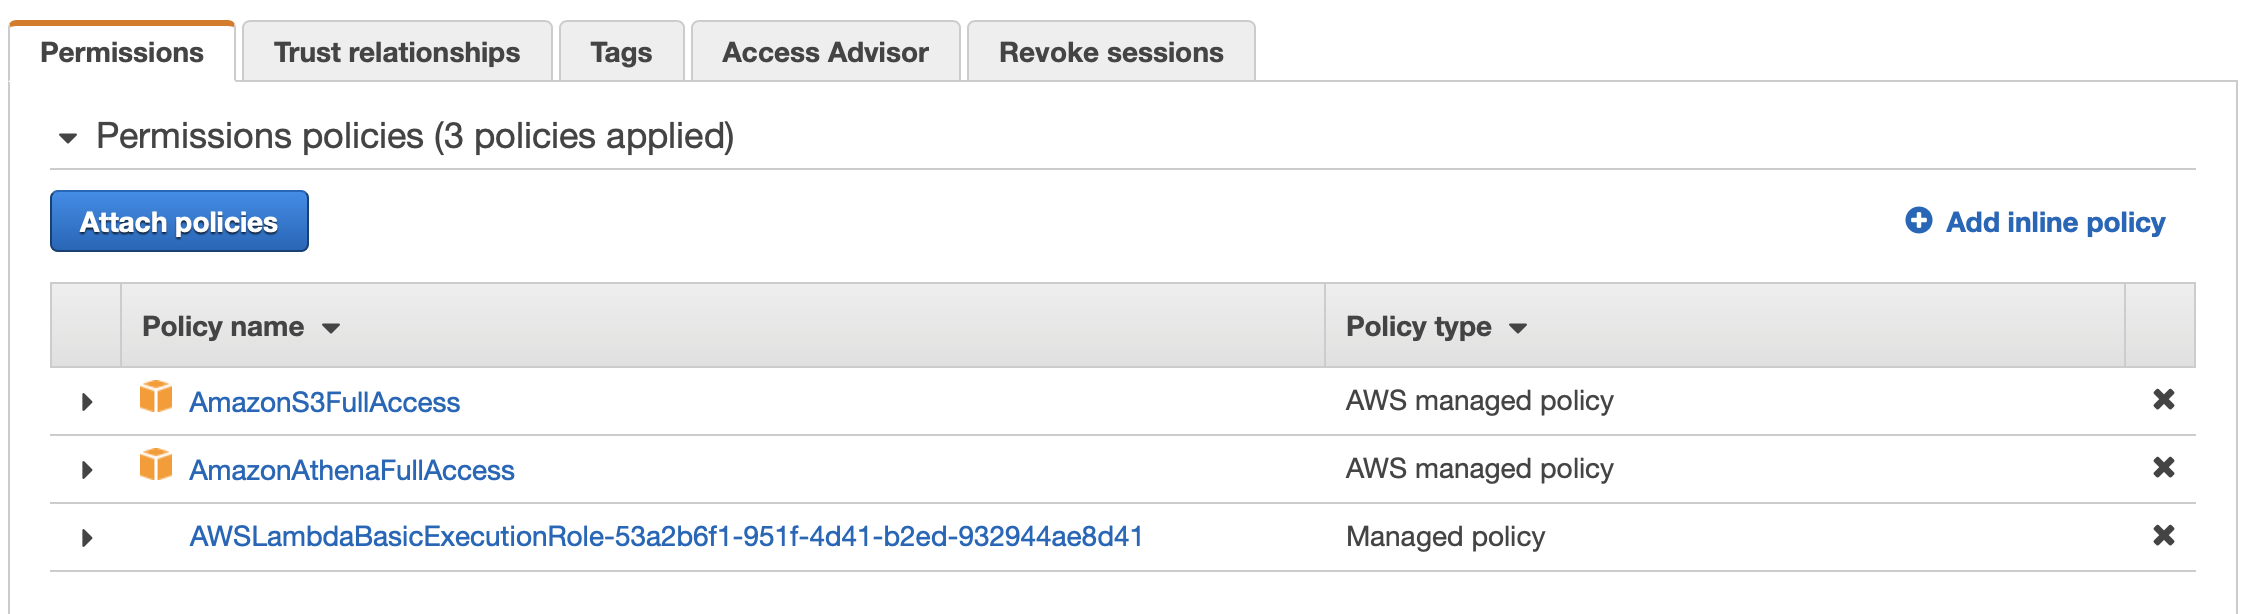 Permissions Trust relationships Tags Access Advisor Revoke sessions
Permissions policies (3 policies applied)
Attach policies Add inline policy
Policy name Policy type
AmazonS3FullAccess AWS managed policy
AmazonAthenaFullAccess AWS managed policy
AWSLambdaBasicExecutionRole-53a2b6f1-951f-4d41-b2ed-932944ae8d41 Managed policy